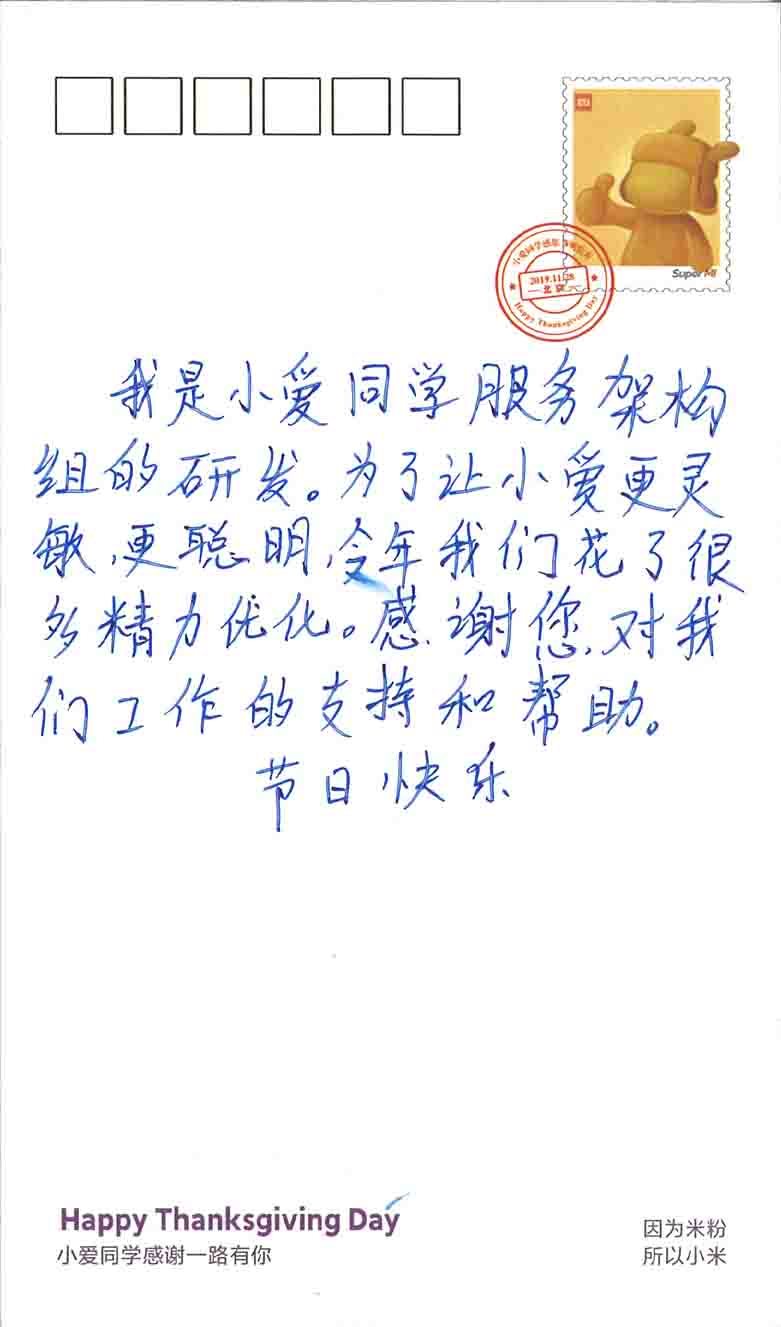 小爱同学感恩
2019.11.28
北京
Happy Thanksgiving Day
Super MI
我是小爱同学服务架构
组的研发。为了让小爱更灵
敏,更聪明,今年我们花了很
多精力优化。感谢您,对我
们工作的支持和帮助。
节日快乐
Happy Thanksgiving Day
小爱同学感谢一路有你
因为米粉
所以小米